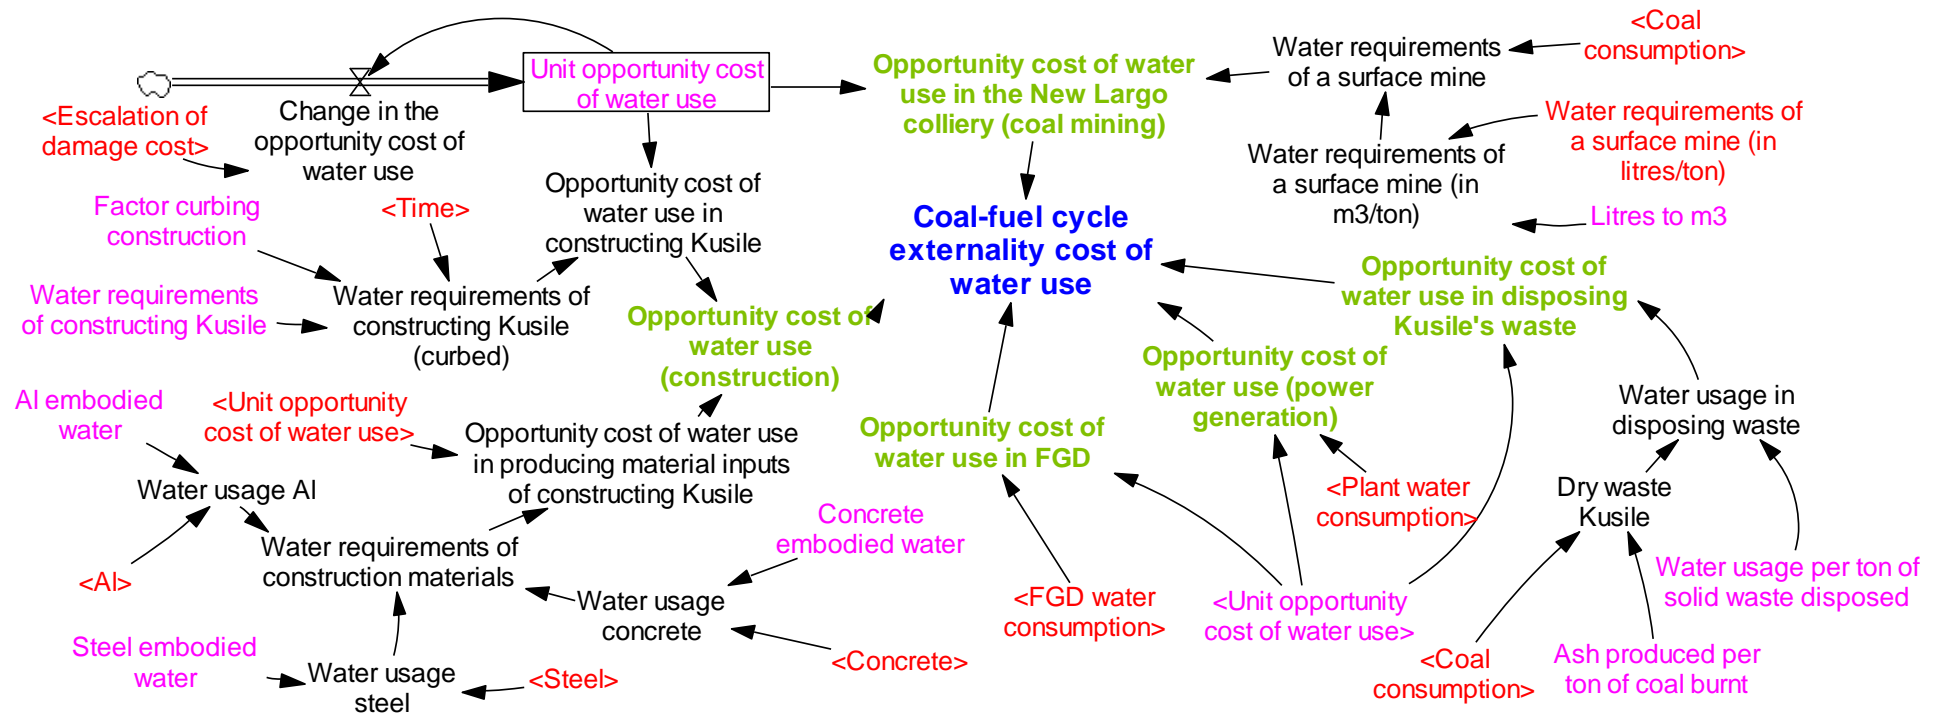 <Escalation of
damage cost>
Change in the
opportunity cost of
water use
Unit opportunity cost
of water use
Opportunity cost of water
use in the New Largo
colliery (coal mining)
Water requirements
of a surface mine
<Coal
consumption>
Water requirements of
a surface mine (in
m3/ton)
Water requirements of
a surface mine (in
litres/ton)
Litres to m3
Factor curbing
construction
<Time>
Opportunity cost of
water use in
constructing Kusile
Coal-fuel cycle
externality cost of
water use
Opportunity cost of
water use in disposing
Kusile's waste
Water requirements
of constructing Kusile
Water requirements of
constructing Kusile
(curbed)
Opportunity cost of
water use
(construction)
Opportunity cost of
water use (power
generation)
Water usage in
disposing waste
Al embodied
water
<Unit opportunity
cost of water use>
Opportunity cost of water use
in producing material inputs
of constructing Kusile
Opportunity cost of
water use in FGD
<Plant water
consumption>
Dry waste
Kusile
Water usage Al
Concrete
embodied water
Water requirements of
construction materials
<Al>
Water usage
concrete
<FGD water
consumption>
<Unit opportunity
cost of water use>
Water usage per ton of
solid waste disposed
Steel embodied
water
Water usage
steel
<Steel>
<Concrete>
<Coal
consumption>
Ash produced per
ton of coal burnt